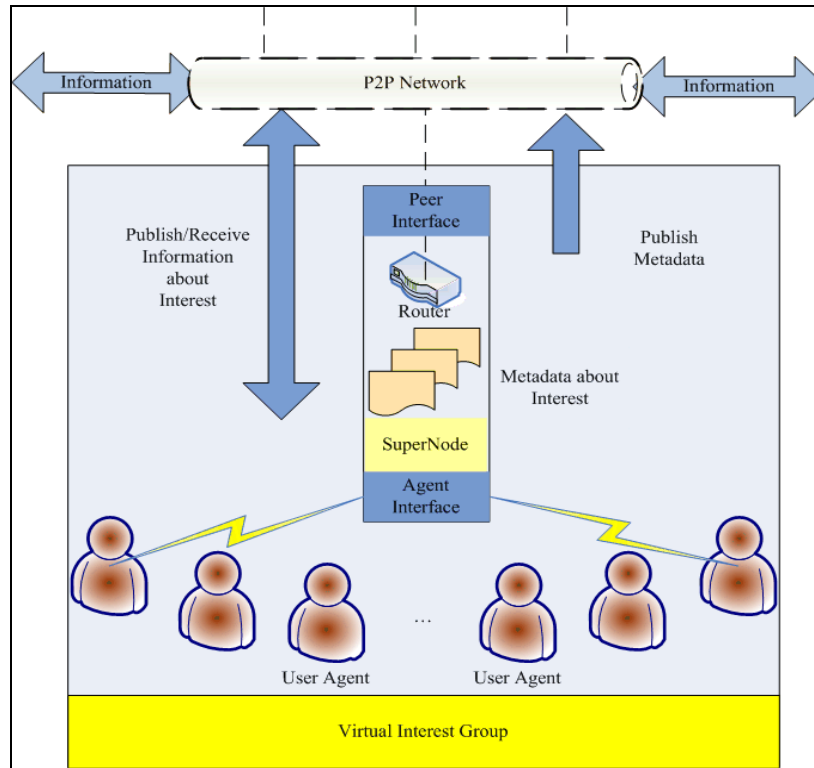 Information
P2P Network
Information
Peer
Interface
Publish/Receive
Information
about
Interest
Publish
Metadata
Router
Metadata about
Interest
SuperNode
Agent
Interface
...
User Agent
User Agent
Virtual Interest Group